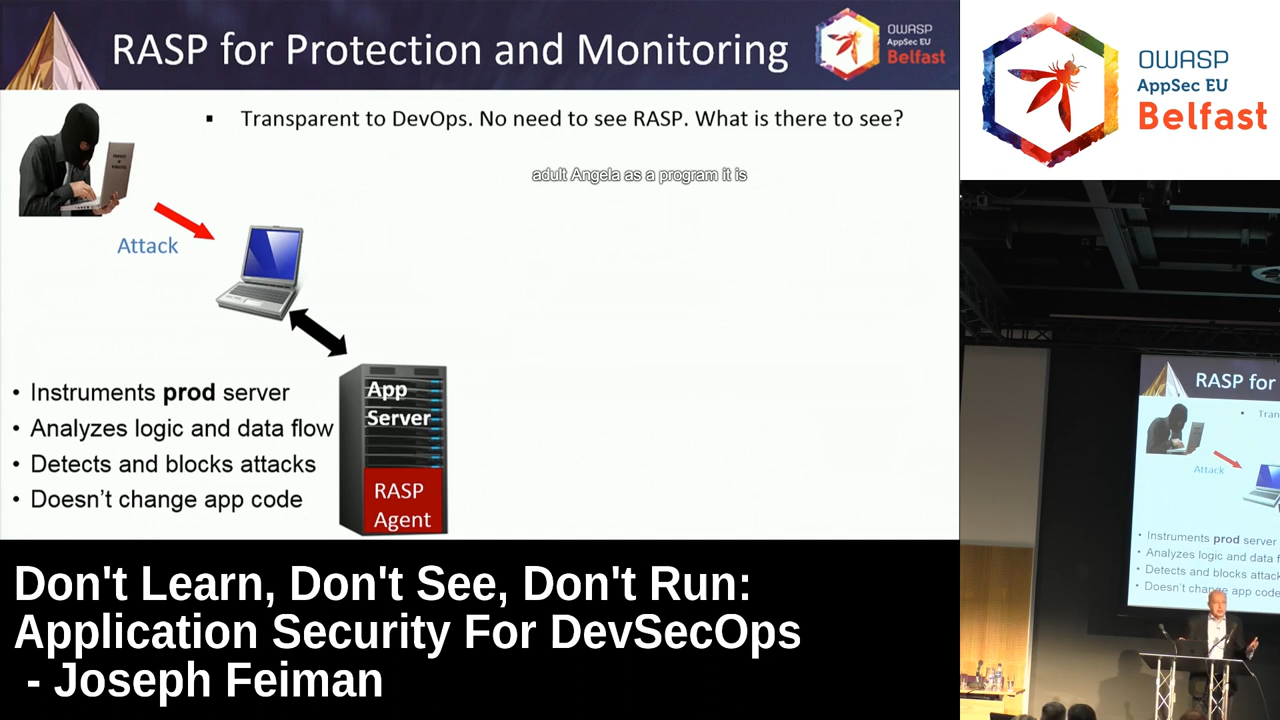 RASP for Protection and Monitoring
OWASP
AppSec EU
Belfast
▪ Transparent to DevOps. No need to see RASP. What is there to see?
adult Angela as a program it is
Attack
App
Server
RASP
Agent
• Instruments prod server
• Analyzes logic and data flow
• Detects and blocks attacks
• Doesn't change app code
Don't Learn, Don't See, Don't Run:
Application Security For DevSecOps
- Joseph Feiman
OWASP
AppSec EU
Belfast
RASP for
▪ Tran
Attack
• Instruments prod server
• Analyzes logic and data f
• Detects and blocks attack
• Doesn't change app code